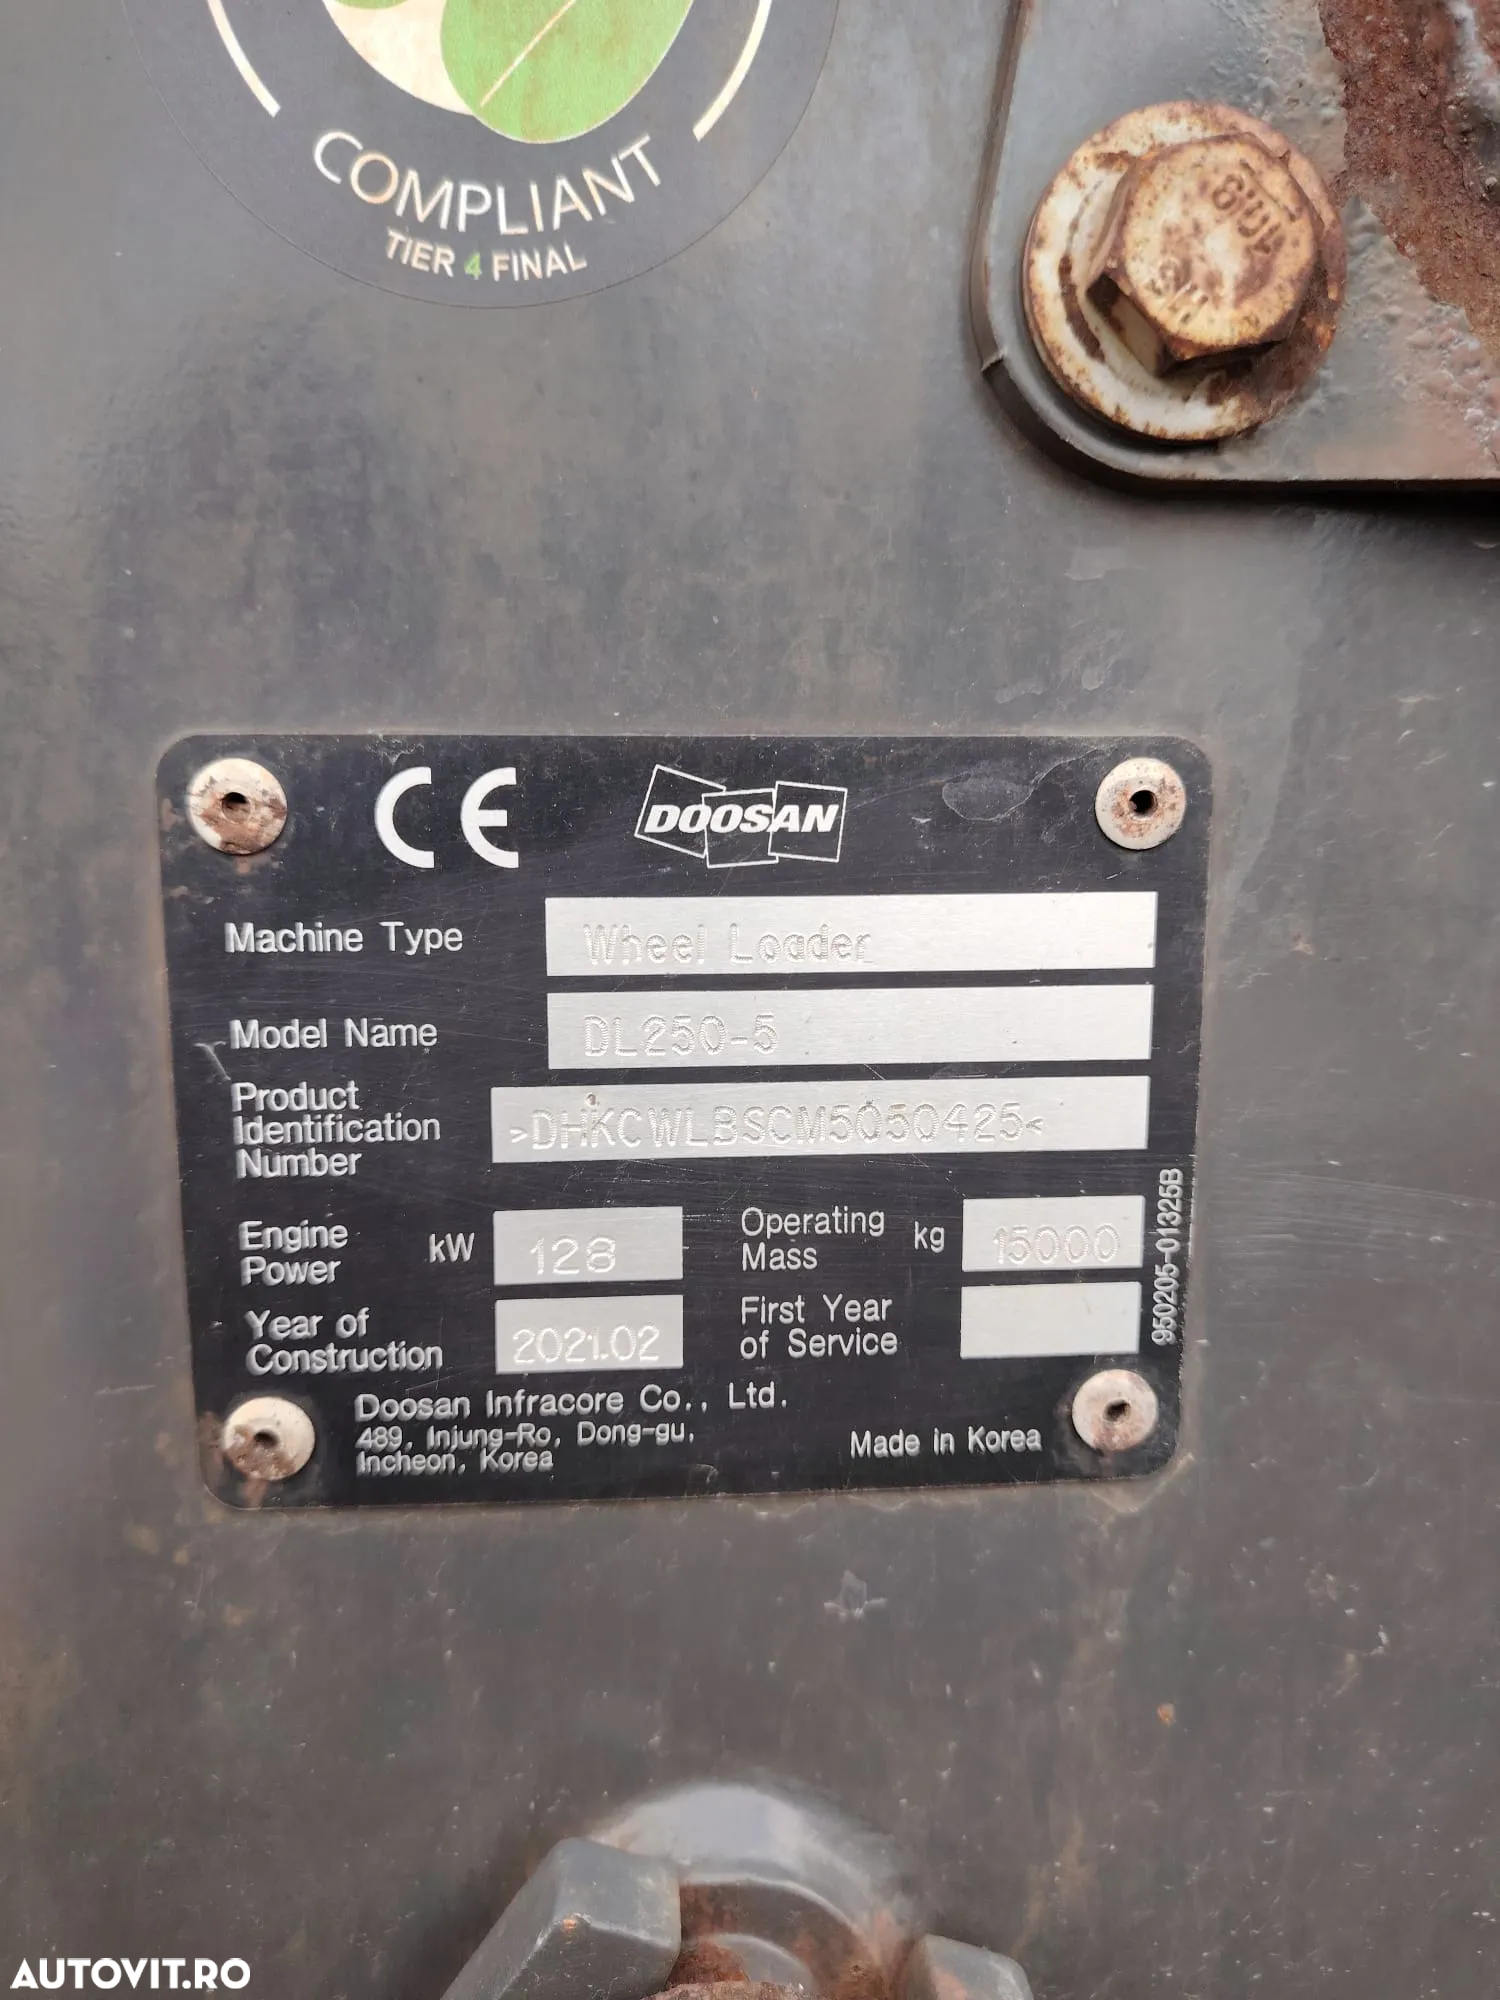 COMPLIANT
TIER 4 FINAL
CE DOOSAN
Machine Type Wheel Loader
Model Name DL250-5
Product
Identification
Number >DHKCWLBSCM5050425<
Engine
Power kW 128
Operating
Mass kg 15000
Year of
Construction 2021.02
First Year
of Service
950205-01325B
Doosan Infracore Co., Ltd.
489, Injung-Ro, Dong-gu,
Incheon, Korea
Made in Korea
AUTOVIT.RO